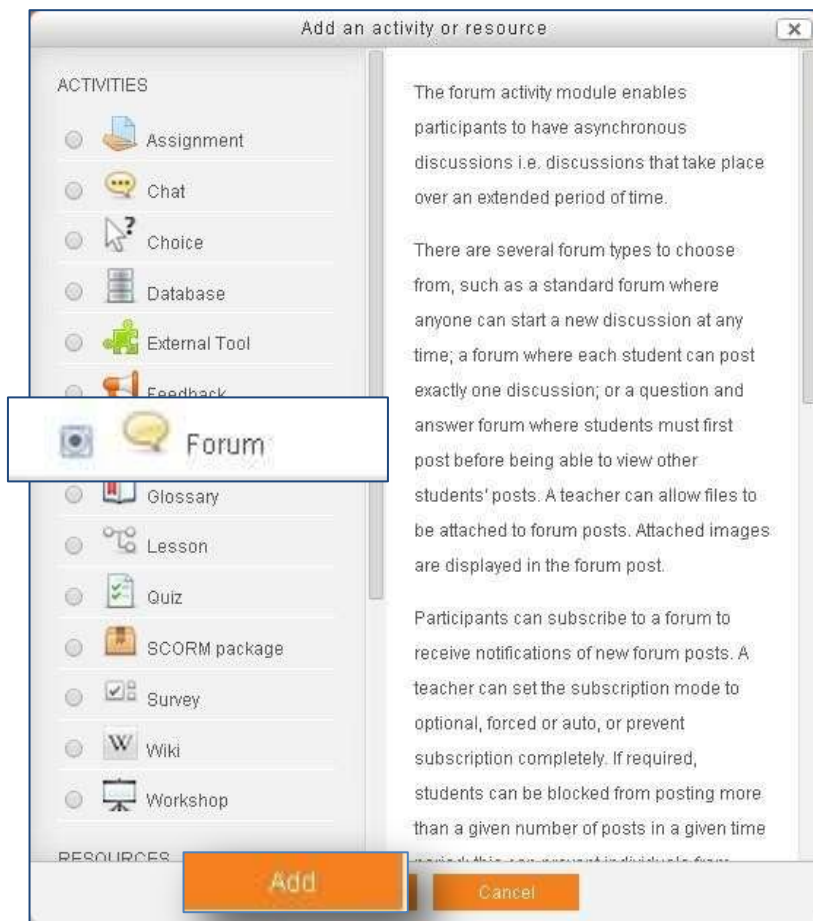 Add an activity or resource
ACTIVITIES
Assignment
Chat
Choice
Database
External Tool
Feedback
Forum
Glossary
Lesson
Quiz
SCORM package
Survey
Wiki
Workshop
RESOURCES
The forum activity module enables
participants to have asynchronous
discussions i.e. discussions that take place
over an extended period of time.
There are several forum types to choose
from, such as a standard forum where
anyone can start a new discussion at any
time; a forum where each student can post
exactly one discussion; or a question and
answer forum where students must first
post before being able to view other
students' posts. A teacher can allow files to
be attached to forum posts. Attached images
are displayed in the forum post.
Participants can subscribe to a forum to
receive notifications of new forum posts. A
teacher can set the subscription mode to
optional, forced or auto, or prevent
subscription completely. If required,
students can be blocked from posting more
than a given number of posts in a given time
period; this can prevent individuals from
Add
Cancel